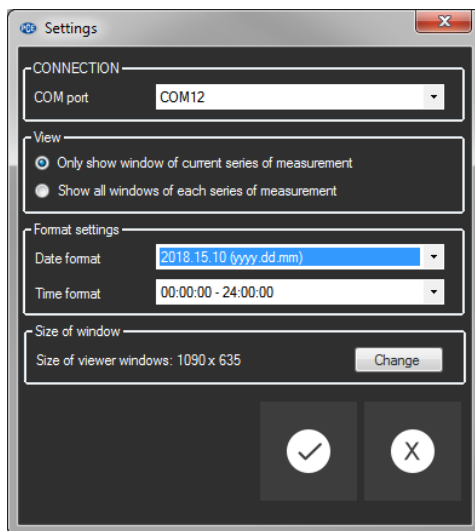 PCE Settings X
CONNECTION
COM port COM12
View
Only show window of current series of measurement
Show all windows of each series of measurement
Format settings
Date format 2018.15.10 (yyyy.dd.mm)
Time format 00:00:00 - 24:00:00
Size of window
Size of viewer windows: 1090 x 635 Change
X